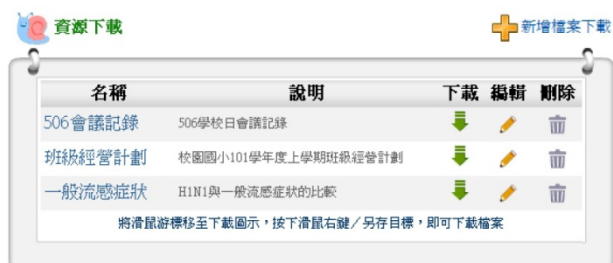 資源下載
新增檔案下載
名稱 說明 下載 編輯 刪除
506會議記錄 506學校日會議記錄
班級經營計劃 校園國小101學年度上學期班級經營計劃
一般流感症狀 H1N1與一般流感症狀的比較
將滑鼠游標移至下載圖示，按下滑鼠右鍵／另存目標，即可下載檔案